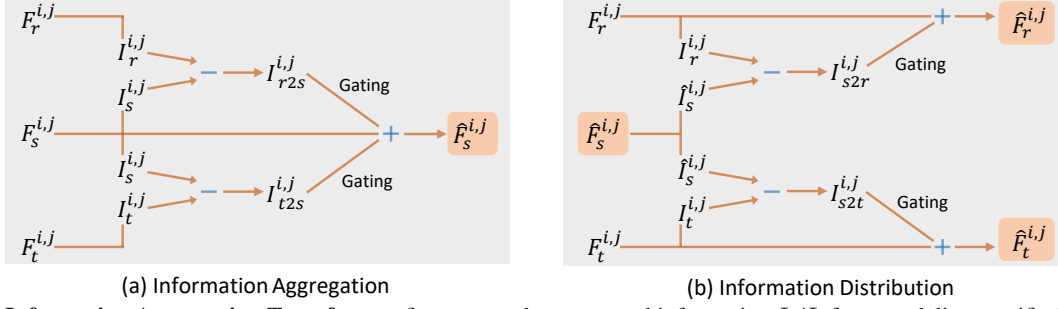 F_r^{i,j}
I_r^{i,j}
− I_{r2s}^{i,j}
I_s^{i,j}
Gating
F_s^{i,j} + F̂_s^{i,j}
I_s^{i,j}
Gating
− I_{t2s}^{i,j}
I_t^{i,j}
F_t^{i,j}
(a) Information Aggregation
F_r^{i,j} + F̂_r^{i,j}
I_r^{i,j}
Gating
− I_{s2r}^{i,j}
Î_s^{i,j}
F̂_s^{i,j}
Î_s^{i,j}
− I_{s2t}^{i,j}
Gating
I_t^{i,j}
F_t^{i,j} + F̂_t^{i,j}
(b) Information Distribution